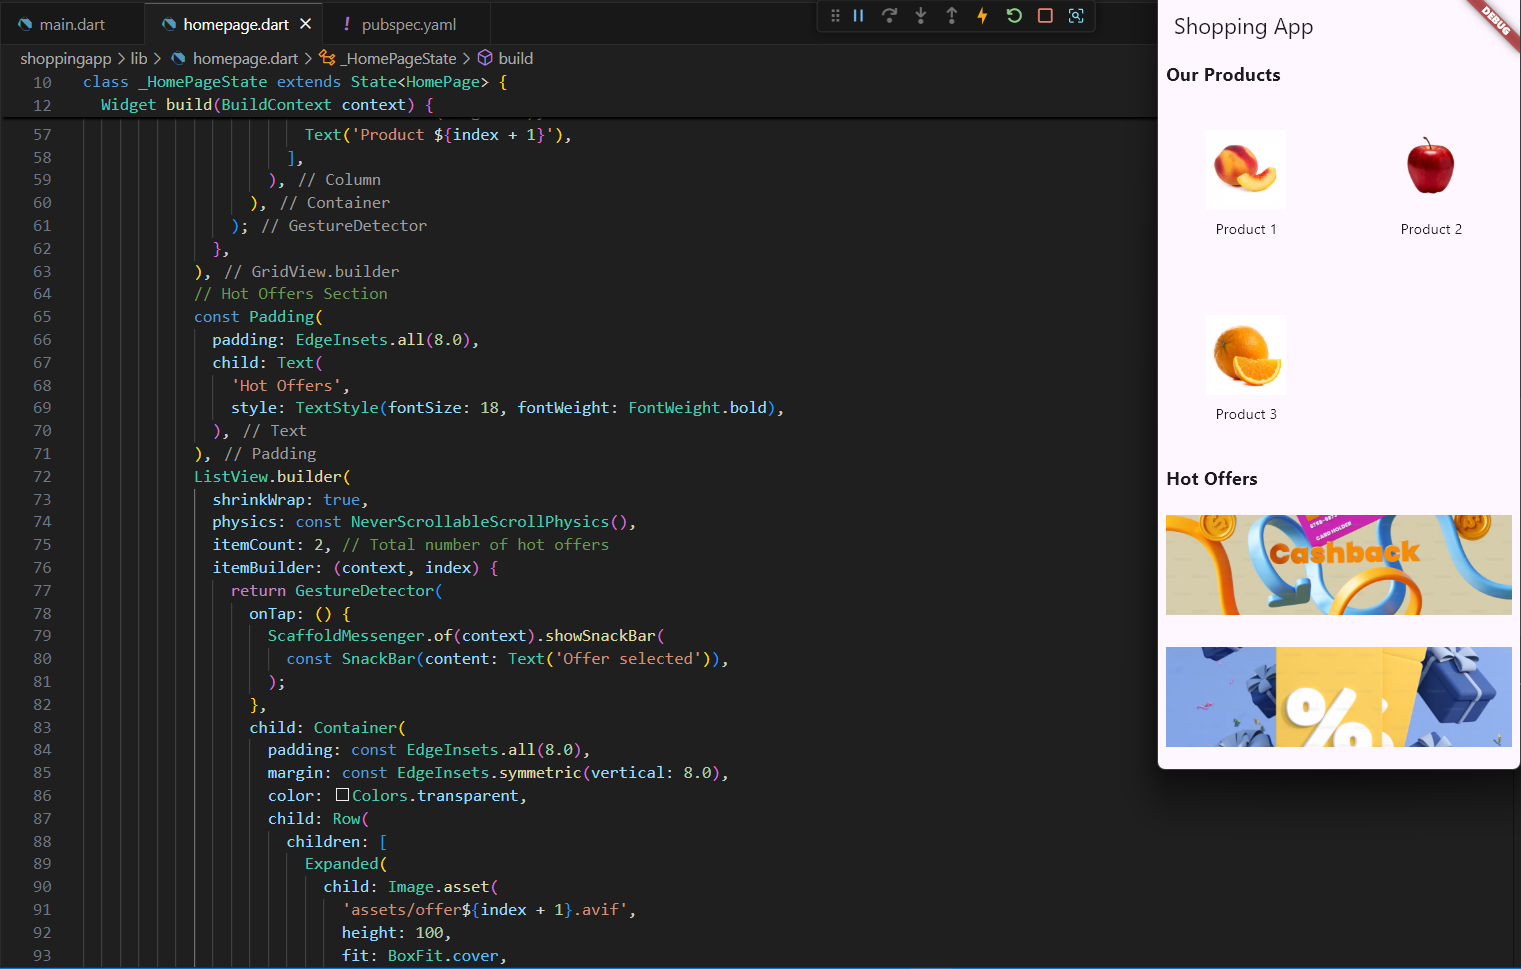 main.dart
homepage.dart
! pubspec.yaml
shoppingapp > lib > homepage.dart > _HomePageState > build
10 class _HomePageState extends State<HomePage> {
12 Widget build(BuildContext context) {
57 Text('Product ${index + 1}'),
58 ],
59 ), // Column
60 ), // Container
61 ); // GestureDetector
62 },
63 ), // GridView.builder
64 // Hot Offers Section
65 const Padding(
66 padding: EdgeInsets.all(8.0),
67 child: Text(
68 'Hot Offers',
69 style: TextStyle(fontSize: 18, fontWeight: FontWeight.bold),
70 ), // Text
71 ), // Padding
72 ListView.builder(
73 shrinkWrap: true,
74 physics: const NeverScrollableScrollPhysics(),
75 itemCount: 2, // Total number of hot offers
76 itemBuilder: (context, index) {
77 return GestureDetector(
78 onTap: () {
79 ScaffoldMessenger.of(context).showSnackBar(
80 const SnackBar(content: Text('Offer selected')),
81 );
82 },
83 child: Container(
84 padding: const EdgeInsets.all(8.0),
85 margin: const EdgeInsets.symmetric(vertical: 8.0),
86 color: Colors.transparent,
87 child: Row(
88 children: [
89 Expanded(
90 child: Image.asset(
91 'assets/offer${index + 1}.avif',
92 height: 100,
93 fit: BoxFit.cover,
Shopping App
DEBUG
Our Products
Product 1
Product 2
Product 3
Hot Offers
CARD HOLDER
Cashback
%